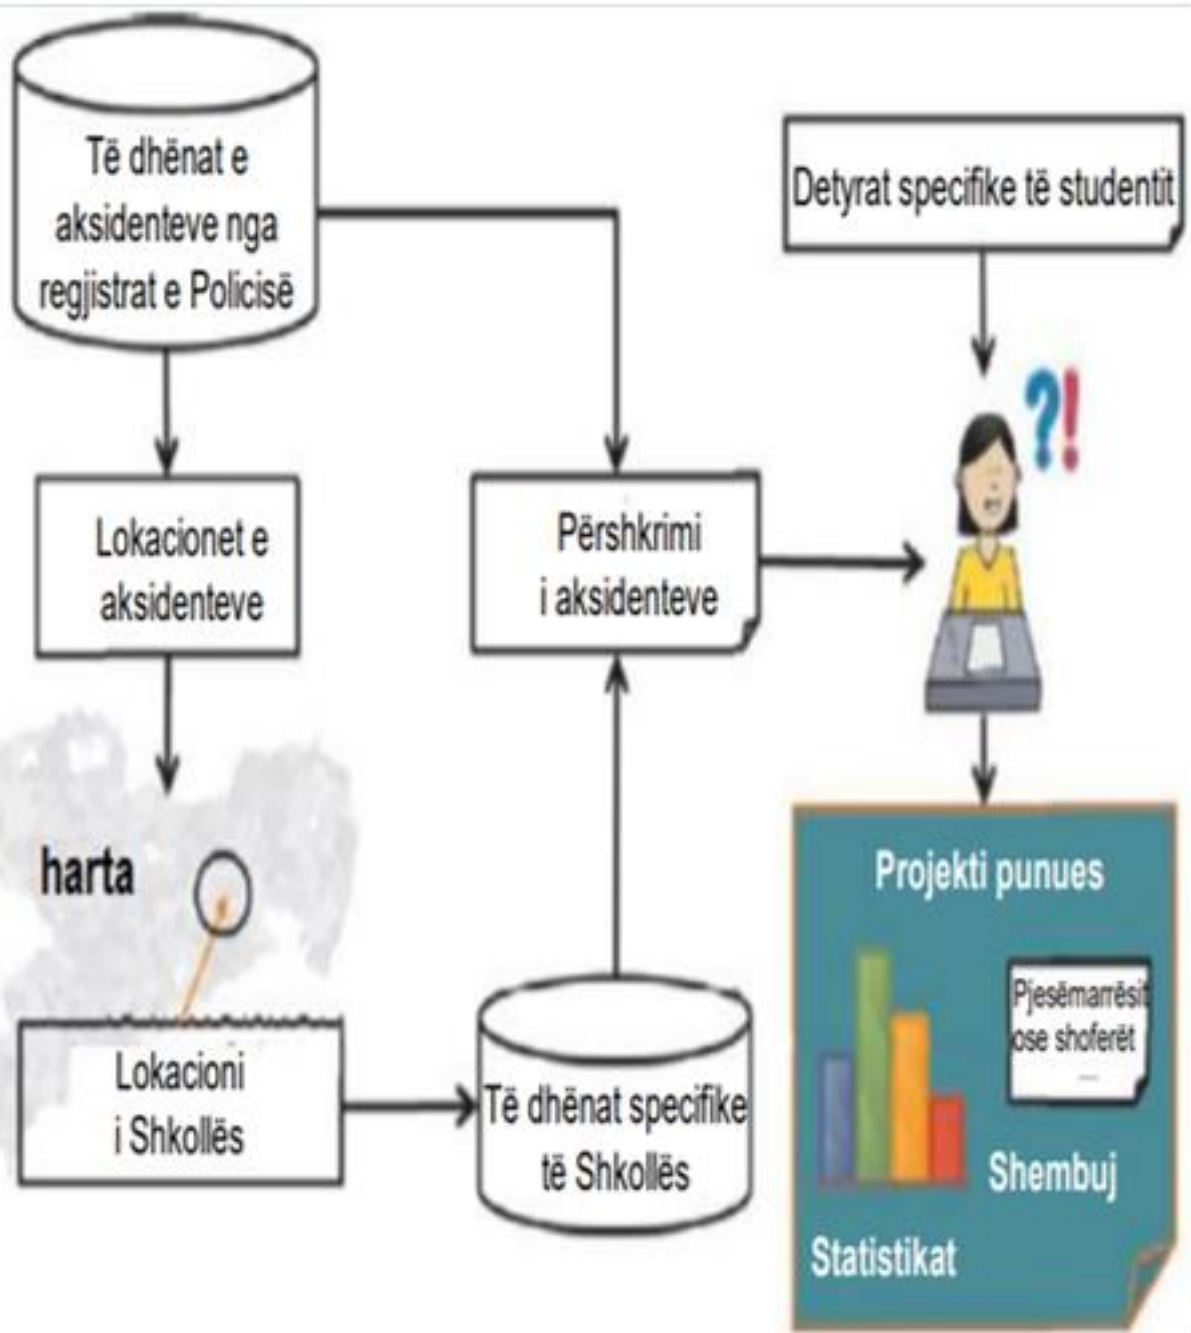 Të dhënat e
aksidenteve nga
regjistrat e Policisë
Detyrat specifike të studentit
?!
Lokacionet e
aksidenteve
Përshkrimi
i aksidenteve
harta
Lokacioni
i Shkollës
Të dhënat specifike
të Shkollës
Projekti punues
Pjesëmarrësit
ose shoferët
...
Shembuj
Statistikat